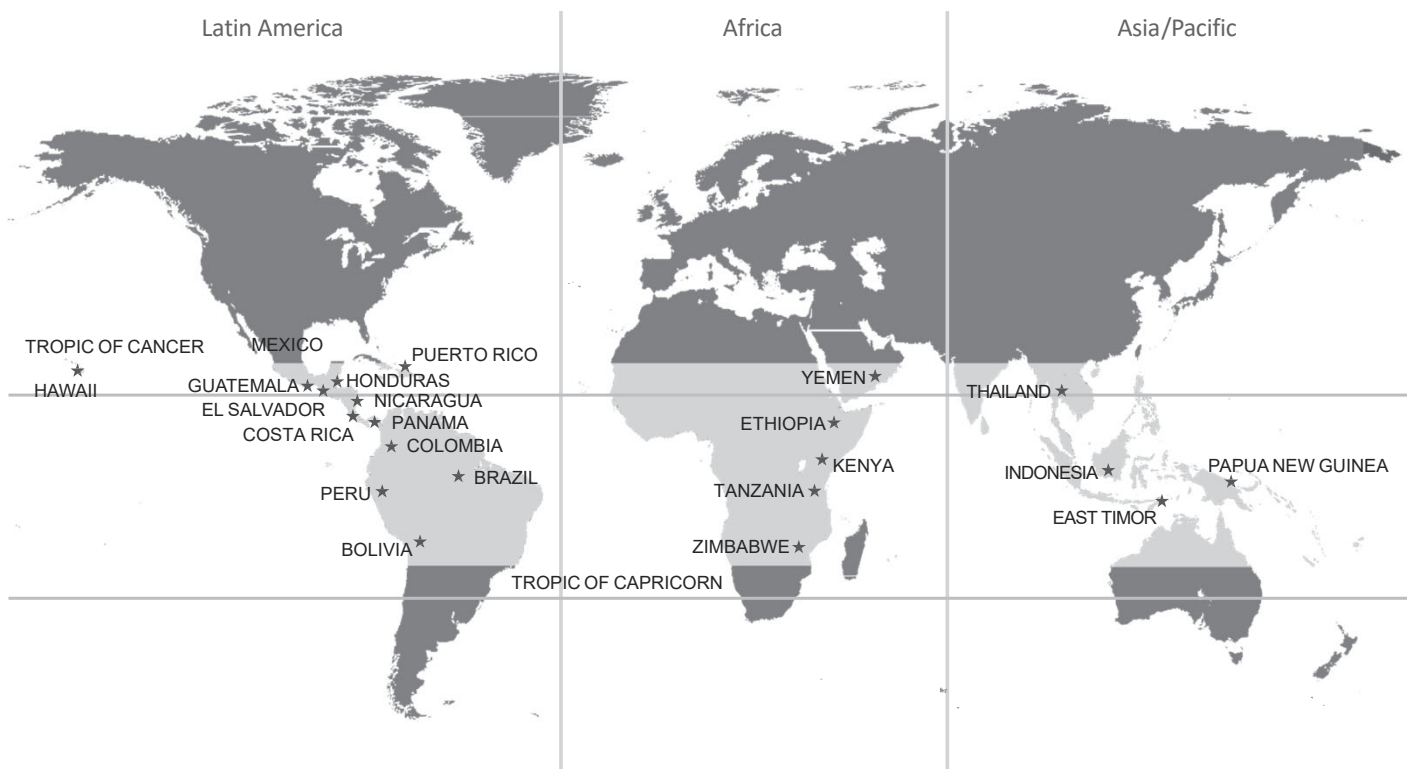 Latin America
Africa
Asia/Pacific
TROPIC OF CANCER
MEXICO
PUERTO RICO
HAWAII
GUATEMALA
HONDURAS
YEMEN
THAILAND
EL SALVADOR
NICARAGUA
COSTA RICA
PANAMA
ETHIOPIA
COLOMBIA
KENYA
PAPUA NEW GUINEA
INDONESIA
BRAZIL
PERU
TANZANIA
EAST TIMOR
BOLIVIA
ZIMBABWE
TROPIC OF CAPRICORN